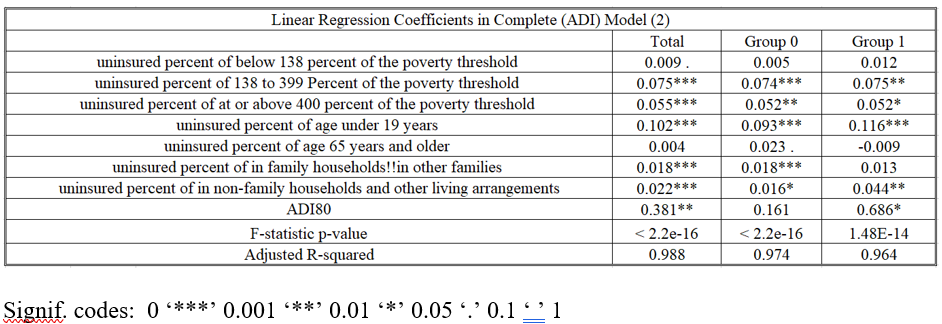 Linear Regression Coefficients in Complete (ADI) Model (2)
Total Group 0 Group 1
uninsured percent of below 138 percent of the poverty threshold 0.009 . 0.005 0.012
uninsured percent of 138 to 399 Percent of the poverty threshold 0.075*** 0.074*** 0.075**
uninsured percent of at or above 400 percent of the poverty threshold 0.055*** 0.052** 0.052*
uninsured percent of age under 19 years 0.102*** 0.093*** 0.116***
uninsured percent of age 65 years and older 0.004 0.023 . -0.009
uninsured percent of in family households!!in other families 0.018*** 0.018*** 0.013
uninsured percent of in non-family households and other living arrangements 0.022*** 0.016* 0.044**
ADI80 0.381** 0.161 0.686*
F-statistic p-value < 2.2e-16 < 2.2e-16 1.48E-14
Adjusted R-squared 0.988 0.974 0.964
Signif. codes: 0 ‘***’ 0.001 ‘**’ 0.01 ‘*’ 0.05 ‘.’ 0.1 ‘ ’ 1